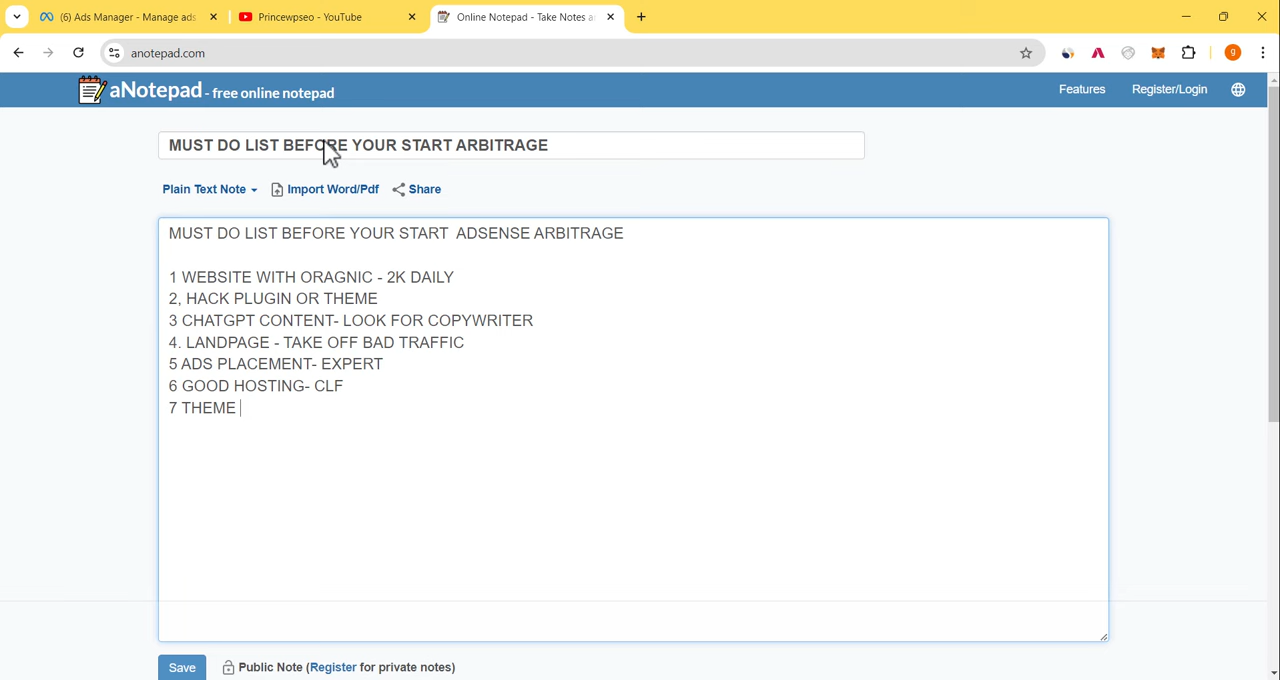 (6) Ads Manager - Manage ads
Princewpseo - YouTube
Online Notepad - Take Notes a
anotepad.com
g
aNotepad - free online notepad
Features
Register/Login
MUST DO LIST BEFORE YOUR START ARBITRAGE
Plain Text Note
Import Word/Pdf
Share
MUST DO LIST BEFORE YOUR START ADSENSE ARBITRAGE
1 WEBSITE WITH ORAGNIC - 2K DAILY
2, HACK PLUGIN OR THEME
3 CHATGPT CONTENT- LOOK FOR COPYWRITER
4. LANDPAGE - TAKE OFF BAD TRAFFIC
5 ADS PLACEMENT- EXPERT
6 GOOD HOSTING- CLF
7 THEME
Save
Public Note (Register for private notes)